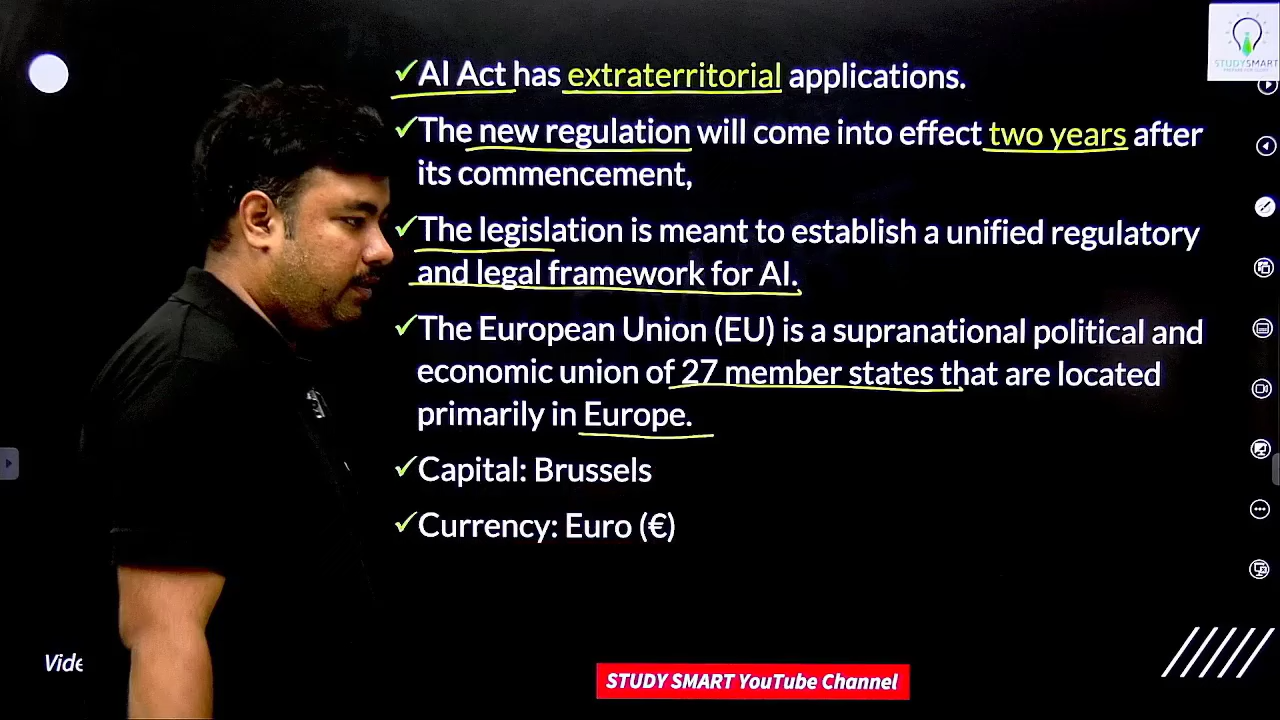 STUDYSMART
✓AI Act has extraterritorial applications.
✓The new regulation will come into effect two years after
its commencement,
✓The legislation is meant to establish a unified regulatory
and legal framework for AI.
✓The European Union (EU) is a supranational political and
economic union of 27 member states that are located
primarily in Europe.
✓Capital: Brussels
✓Currency: Euro (€)
Vide
STUDY SMART YouTube Channel